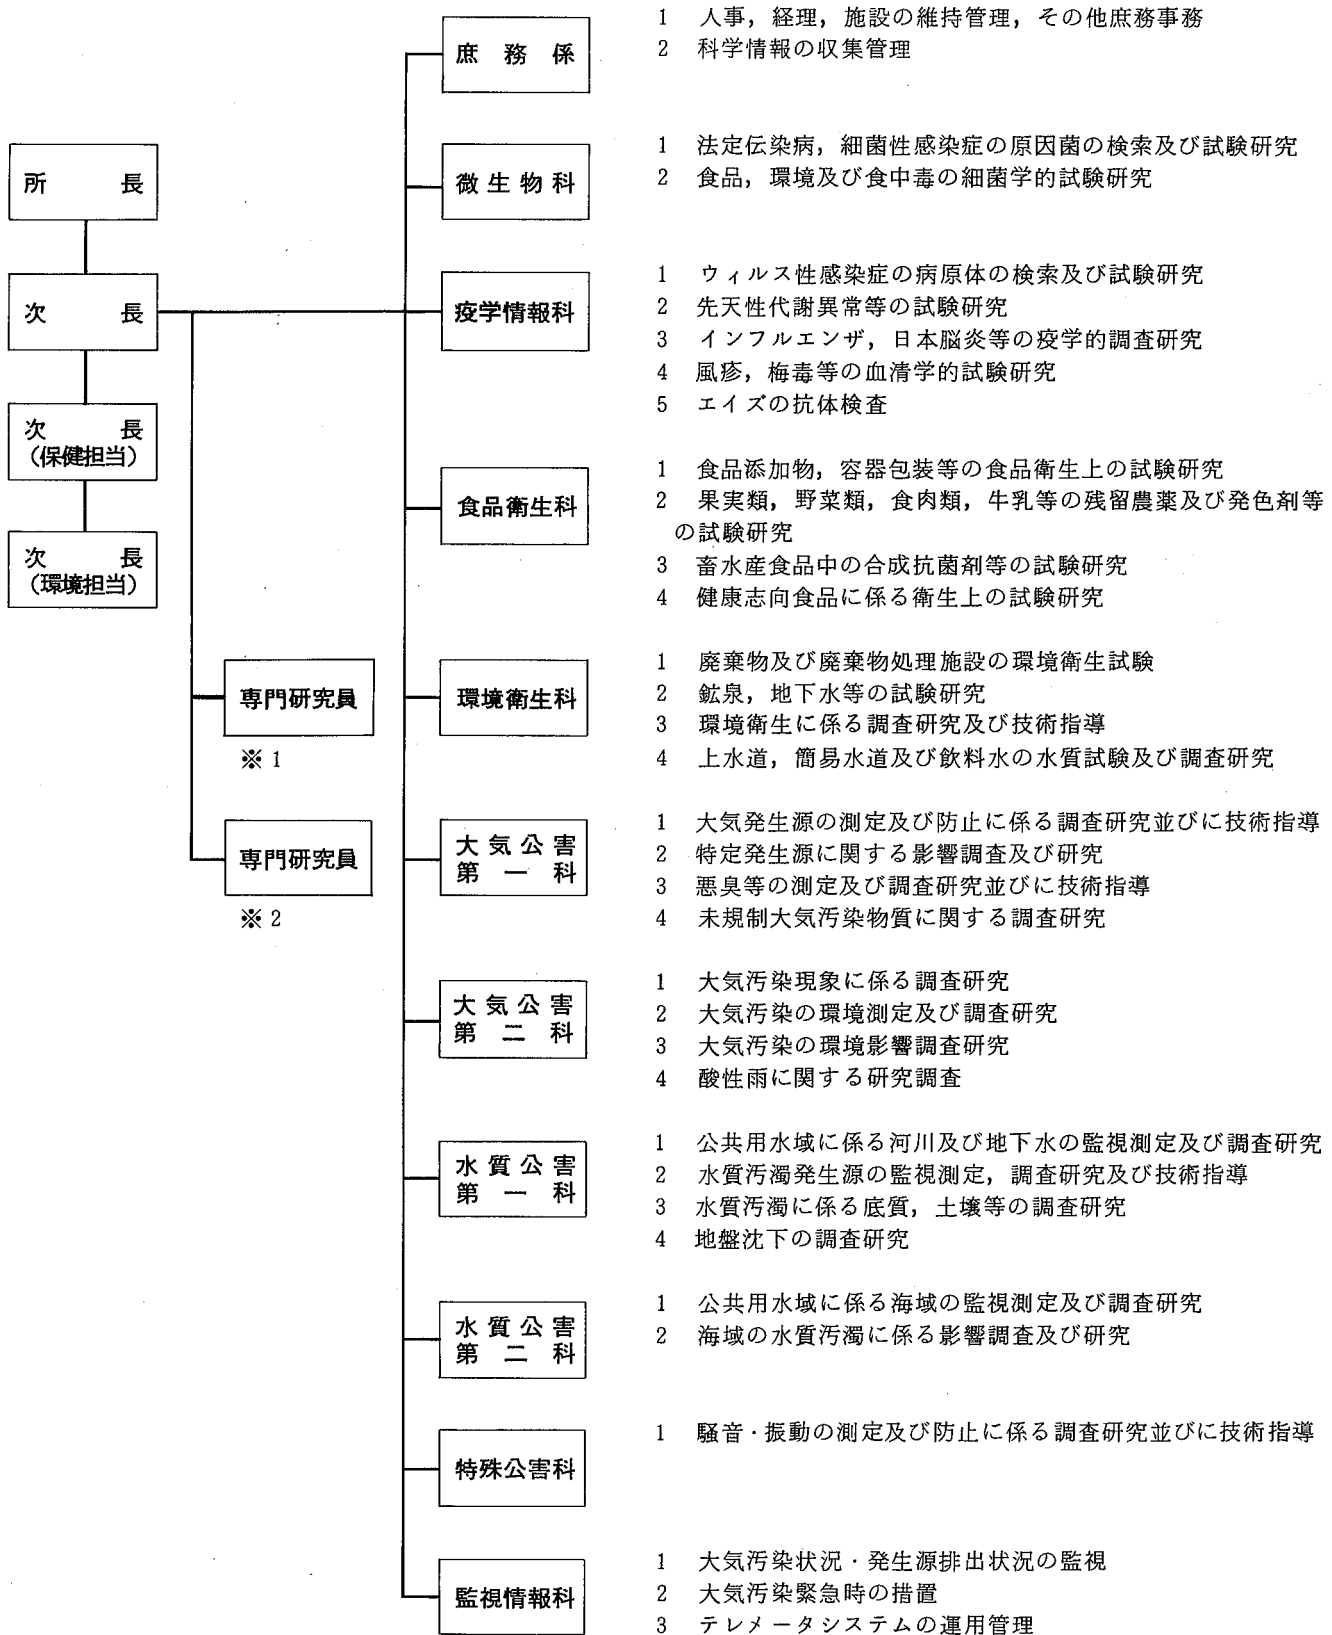 庶務係
1 人事，経理，施設の維持管理，その他庶務事務
2 科学情報の収集管理
所長
微生物科
1 法定伝染病，細菌性感染症の原因菌の検索及び試験研究
2 食品，環境及び食中毒の細菌学的試験研究
次長
疫学情報科
1 ウィルス性感染症の病原体の検索及び試験研究
2 先天性代謝異常等の試験研究
3 インフルエンザ，日本脳炎等の疫学的調査研究
4 風疹，梅毒等の血清学的試験研究
5 エイズの抗体検査
次長
（保健担当）
食品衛生科
1 食品添加物，容器包装等の食品衛生上の試験研究
2 果実類，野菜類，食肉類，牛乳等の残留農薬及び発色剤等
の試験研究
3 畜水産食品中の合成抗菌剤等の試験研究
4 健康志向食品に係る衛生上の試験研究
次長
（環境担当）
専門研究員
※1
環境衛生科
1 廃棄物及び廃棄物処理施設の環境衛生試験
2 鉱泉，地下水等の試験研究
3 環境衛生に係る調査研究及び技術指導
4 上水道，簡易水道及び飲料水の水質試験及び調査研究
専門研究員
※2
大気公害
第一科
1 大気発生源の測定及び防止に係る調査研究並びに技術指導
2 特定発生源に関する影響調査及び研究
3 悪臭等の測定及び調査研究並びに技術指導
4 未規制大気汚染物質に関する調査研究
大気公害
第二科
1 大気汚染現象に係る調査研究
2 大気汚染の環境測定及び調査研究
3 大気汚染の環境影響調査研究
4 酸性雨に関する研究調査
水質公害
第一科
1 公共用水域に係る河川及び地下水の監視測定及び調査研究
2 水質汚濁発生源の監視測定，調査研究及び技術指導
3 水質汚濁に係る底質，土壌等の調査研究
4 地盤沈下の調査研究
水質公害
第二科
1 公共用水域に係る海域の監視測定及び調査研究
2 海域の水質汚濁に係る影響調査及び研究
特殊公害科
1 騒音・振動の測定及び防止に係る調査研究並びに技術指導
監視情報科
1 大気汚染状況・発生源排出状況の監視
2 大気汚染緊急時の措置
3 テレメータシステムの運用管理